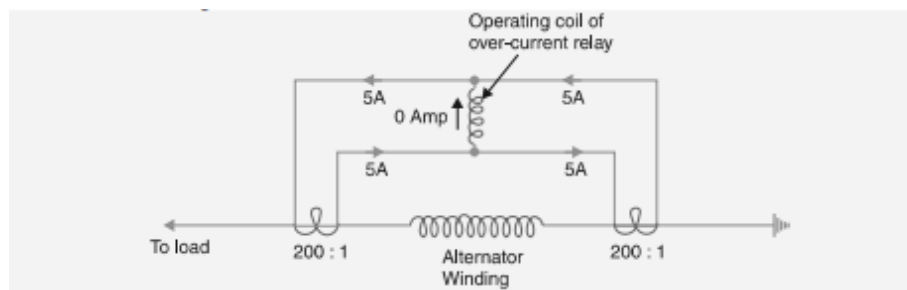 Operating coil of
over-current relay
5A
5A
0 Amp
5A
5A
To load
200 : 1
Alternator
Winding
200 : 1